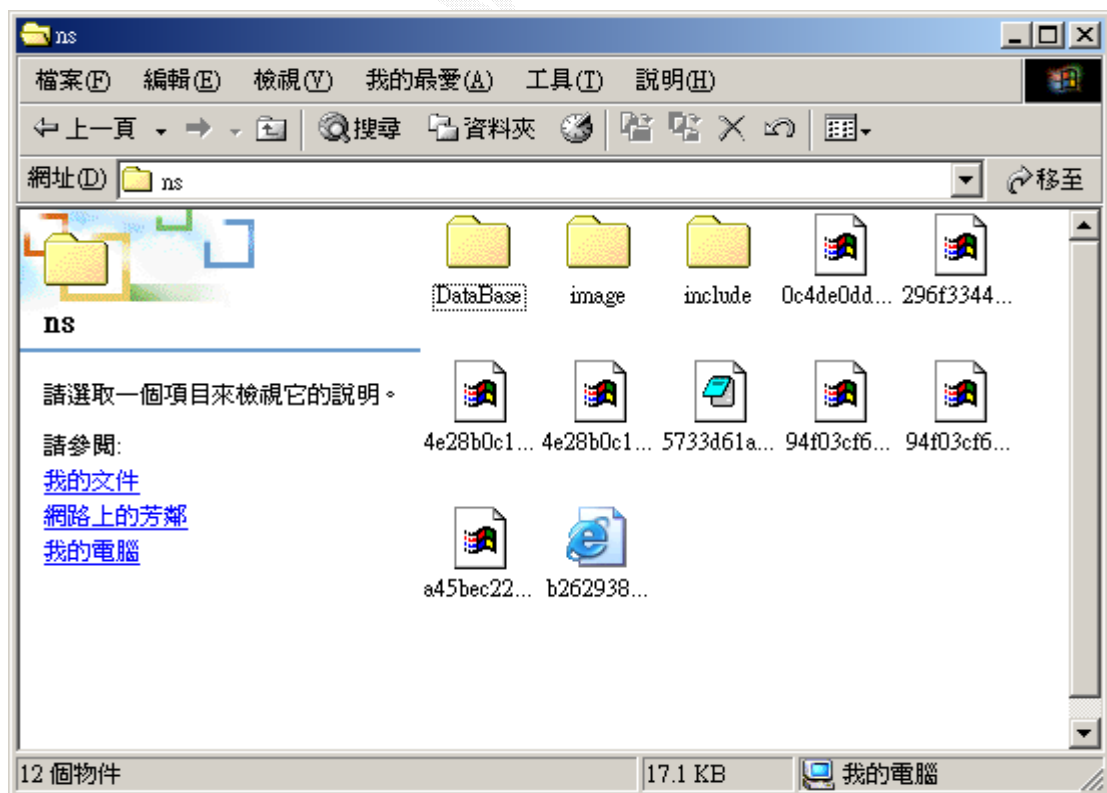 ns
檔案(F) 編輯(E) 檢視(V) 我的最愛(A) 工具(T) 說明(H)
上一頁 搜尋 資料夾
網址(D) ns 移至
DataBase image include 0c4de0dd... 296f3344...
ns
請選取一個項目來檢視它的說明。
4e28b0c1... 4e28b0c1... 5733d61a... 94f03cf6... 94f03cf6...
請參閱:
我的文件
網路上的芳鄰
我的電腦
a45bec22... b262938...
12 個物件 17.1 KB 我的電腦